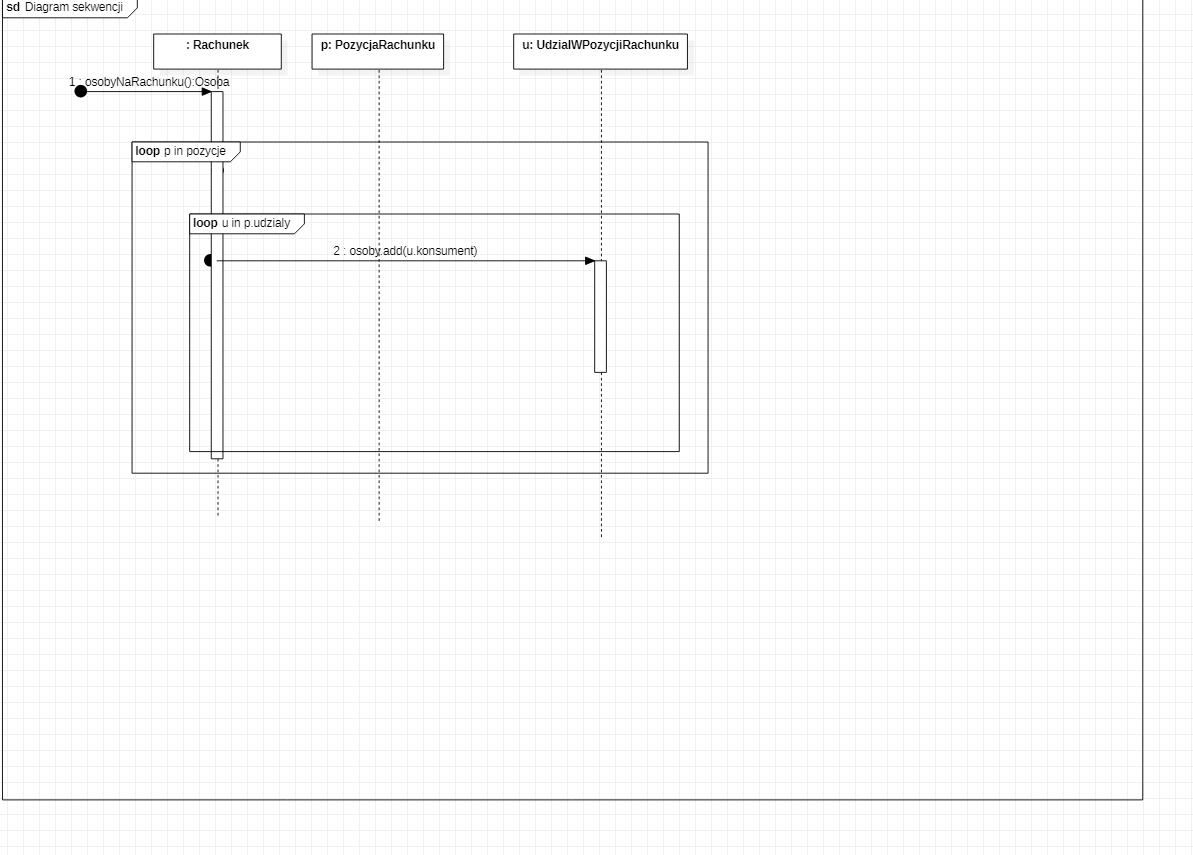 sd Diagram sekwencji
: Rachunek
p: PozycjaRachunku
u: UdzialWPozycjiRachunku
1 : osobyNaRachunku():Osoba
loop p in pozycje
loop u in p.udzialy
2 : osoby.add(u.konsument)